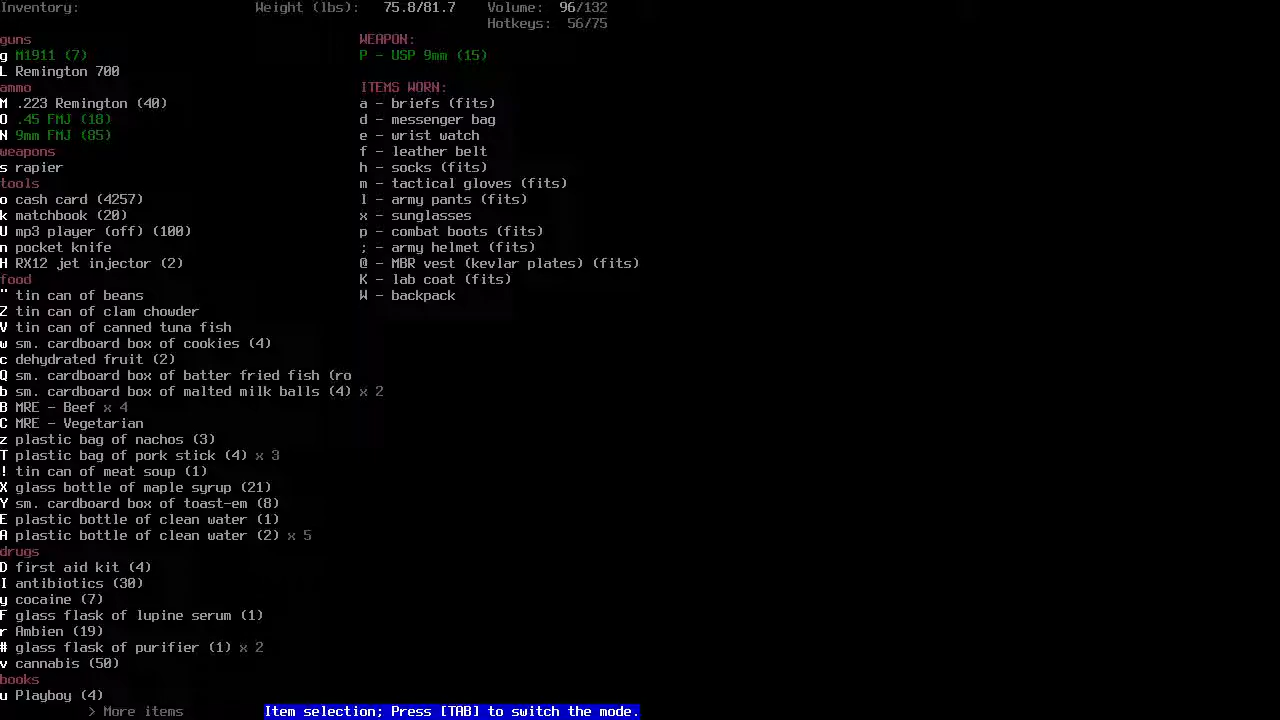 Inventory: Weight (lbs): 75.8/81.7 Volume: 96/132
Hotkeys: 56/75
guns
g M1911 (7)
L Remington 700
ammo
M .223 Remington (40)
O .45 FMJ (18)
N 9mm FMJ (85)
weapons
s rapier
tools
o cash card (4257)
k matchbook (20)
U mp3 player (off) (100)
n pocket knife
H RX12 jet injector (2)
food
" tin can of beans
Z tin can of clam chowder
V tin can of canned tuna fish
w sm. cardboard box of cookies (4)
c dehydrated fruit (2)
Q sm. cardboard box of batter fried fish (ro
b sm. cardboard box of malted milk balls (4) x 2
B MRE - Beef x 4
C MRE - Vegetarian
z plastic bag of nachos (3)
T plastic bag of pork stick (4) x 3
! tin can of meat soup (1)
X glass bottle of maple syrup (21)
Y sm. cardboard box of toast-em (8)
E plastic bottle of clean water (1)
A plastic bottle of clean water (2) x 5
drugs
D first aid kit (4)
I antibiotics (30)
y cocaine (7)
F glass flask of lupine serum (1)
r Ambien (19)
# glass flask of purifier (1) x 2
v cannabis (50)
books
u Playboy (4)
> More items
WEAPON:
P - USP 9mm (15)
ITEMS WORN:
a - briefs (fits)
d - messenger bag
e - wrist watch
f - leather belt
h - socks (fits)
m - tactical gloves (fits)
l - army pants (fits)
x - sunglasses
p - combat boots (fits)
; - army helmet (fits)
@ - MBR vest (kevlar plates) (fits)
K - lab coat (fits)
W - backpack
Item selection; Press [TAB] to switch the mode.